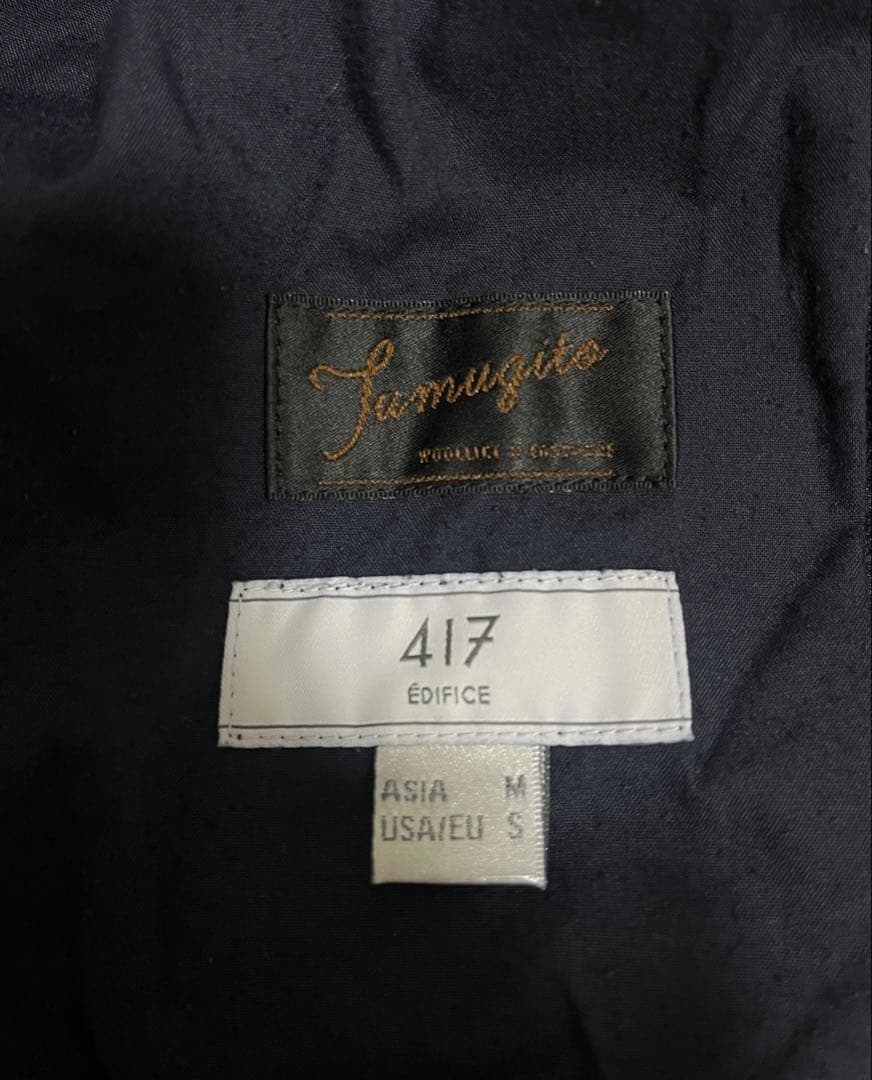 Tumugito
417
ÉDIFICE
ASIA M
USA/EU S